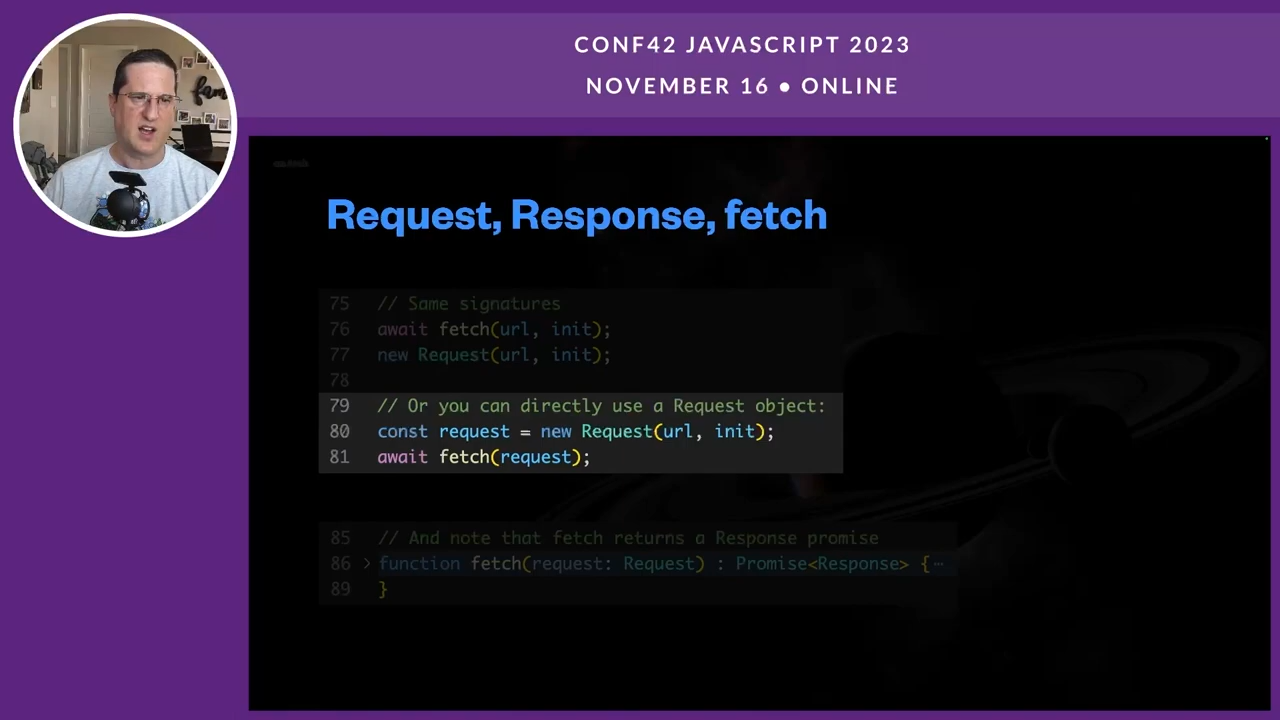 CONF42 JAVASCRIPT 2023
NOVEMBER 16 • ONLINE
Request, Response, fetch
75 // Same signatures
76 await fetch(url, init);
77 new Request(url, init);
78
79 // Or you can directly use a Request object:
80 const request = new Request(url, init);
81 await fetch(request);
85 // And note that fetch returns a Response promise
86 > function fetch(request: Request) : Promise<Response> {⋯
89 }